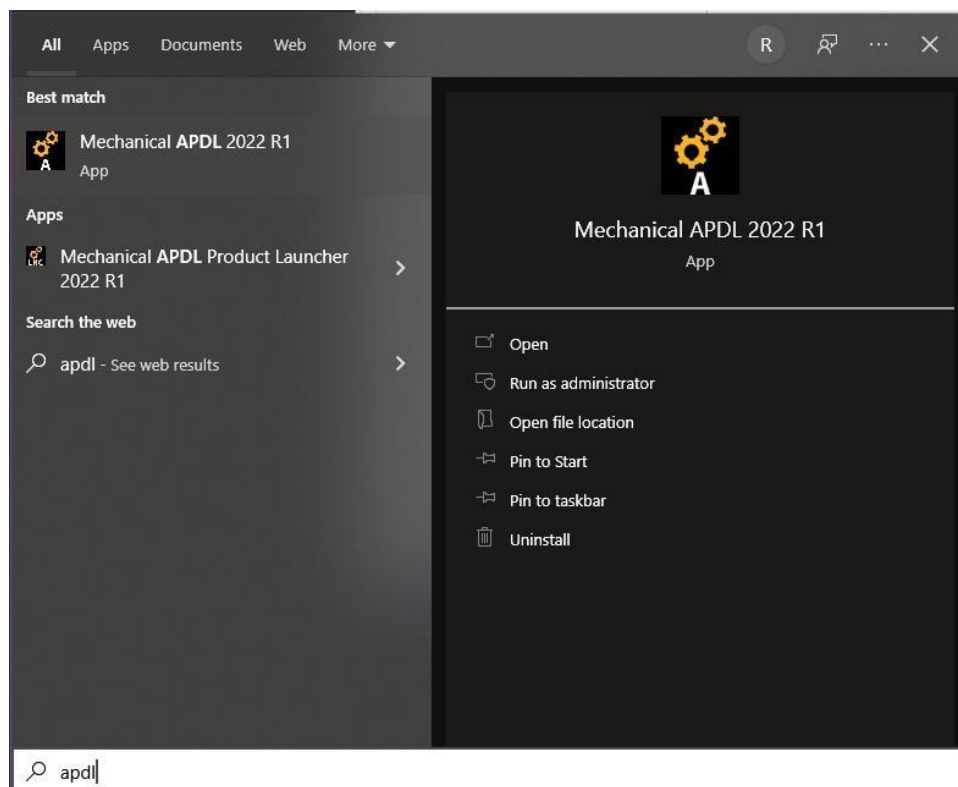 All Apps Documents Web More
R
Best match
Mechanical APDL 2022 R1
App
Apps
LHC
Mechanical APDL Product Launcher
2022 R1
Search the web
apdl - See web results
A
A
Mechanical APDL 2022 R1
App
Open
Run as administrator
Open file location
Pin to Start
Pin to taskbar
Uninstall
apdl